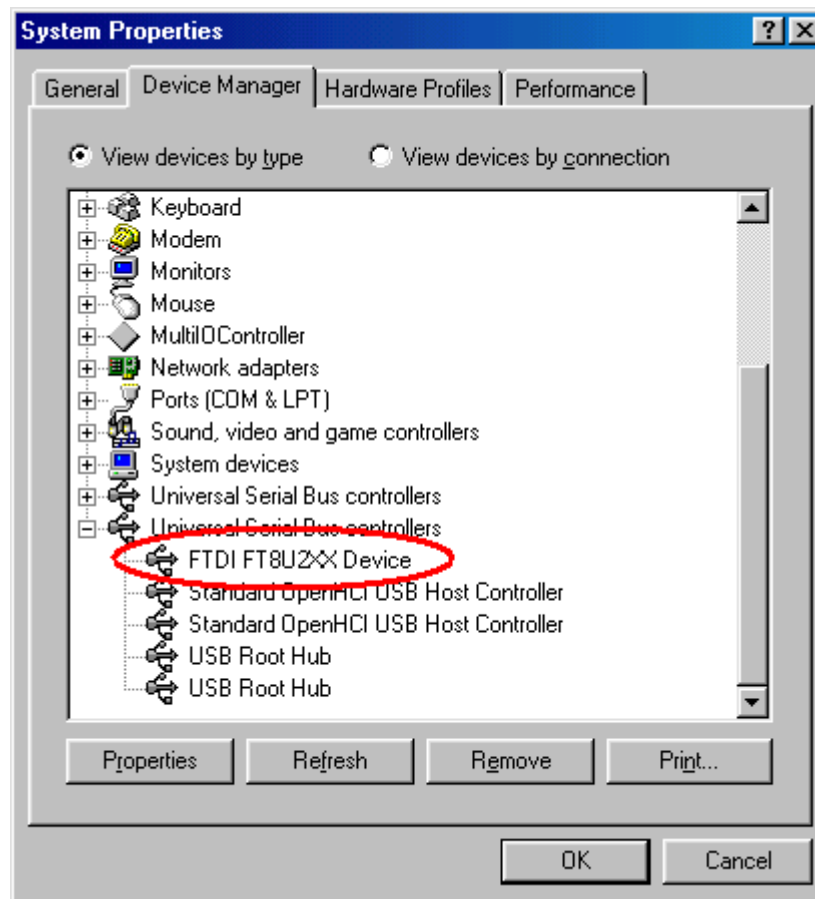 System Properties
General Device Manager Hardware Profiles Performance
View devices by type View devices by connection
Keyboard
Modem
Monitors
Mouse
MultiIOController
Network adapters
Ports (COM & LPT)
Sound, video and game controllers
System devices
Universal Serial Bus controllers
Universal Serial Bus controllers
FTDI FT8U2XX Device
Standard OpenHCI USB Host Controller
Standard OpenHCI USB Host Controller
USB Root Hub
USB Root Hub
Properties Refresh Remove Print...
OK Cancel